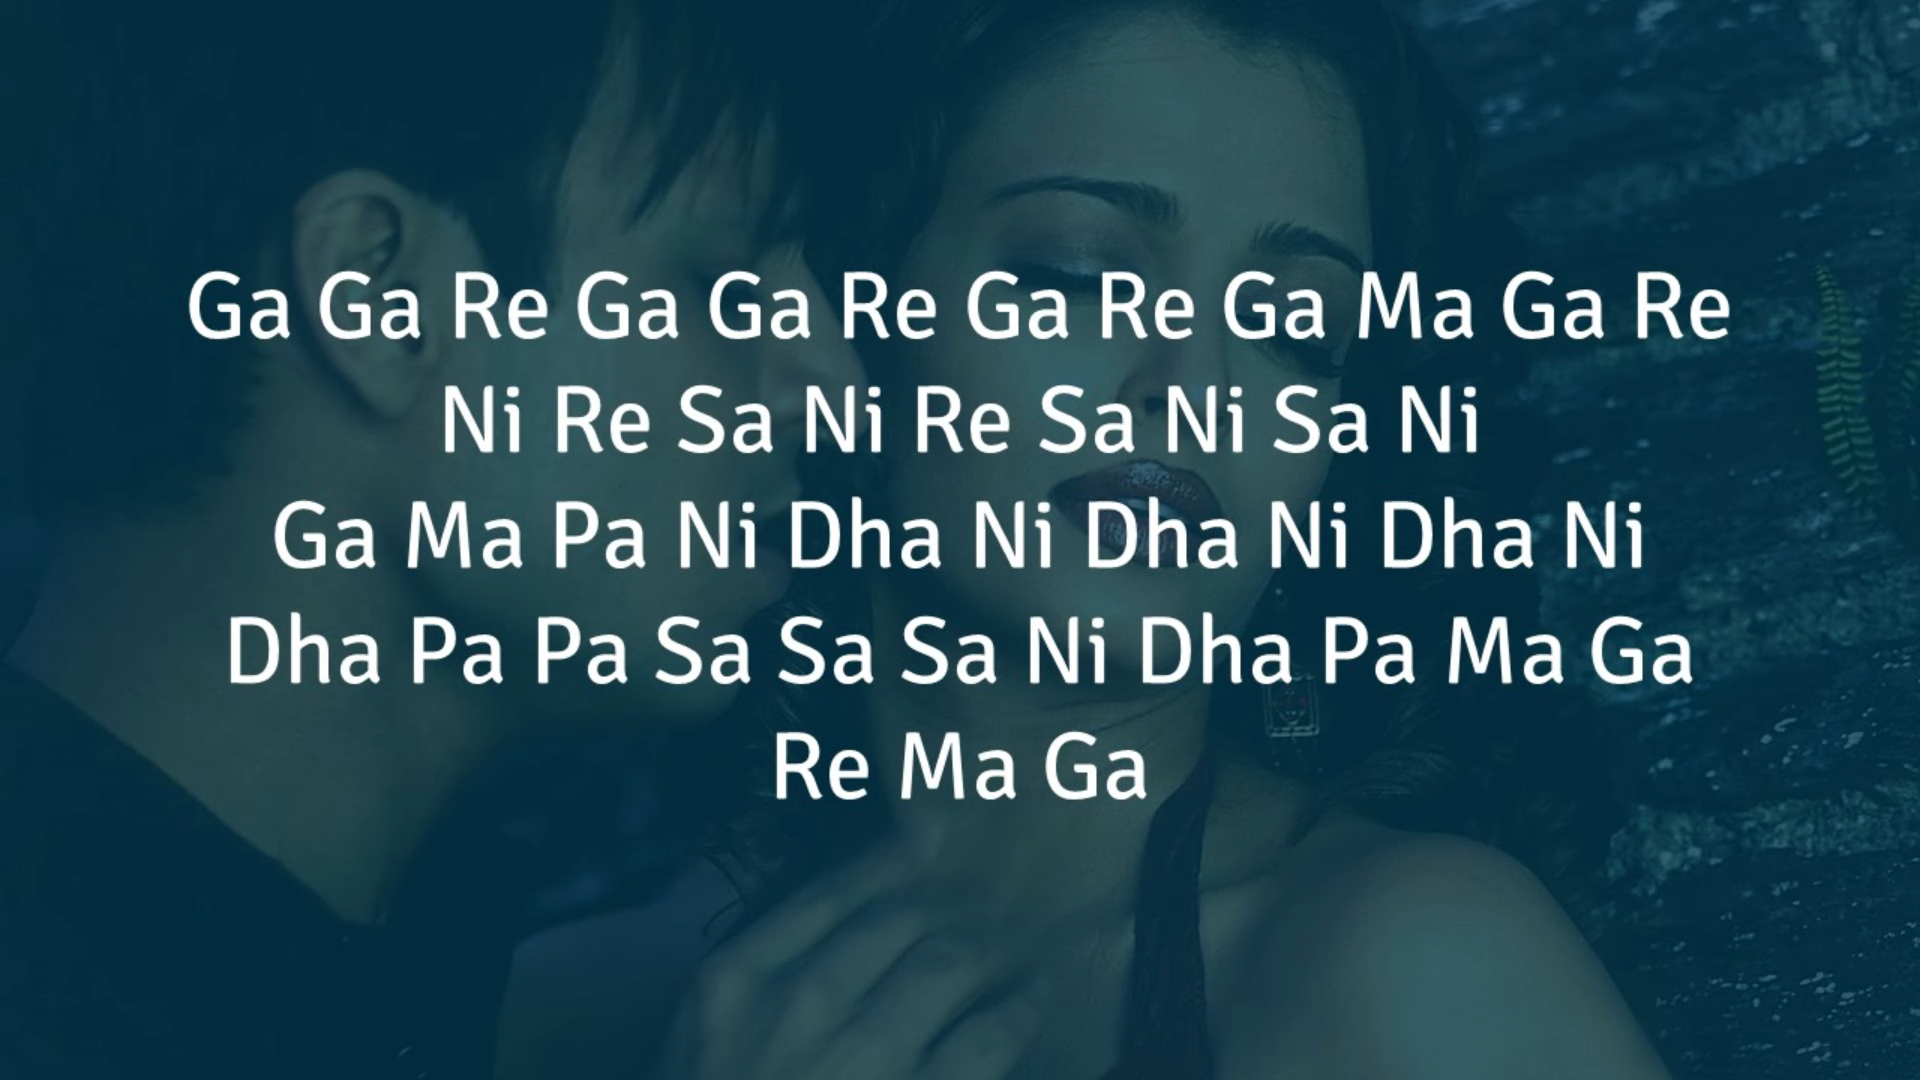 Ga Ga Re Ga Ga Re Ga Re Ga Ma Ga Re
Ni Re Sa Ni Re Sa Ni Sa Ni
Ga Ma Pa Ni Dha Ni Dha Ni Dha Ni
Dha Pa Pa Sa Sa Sa Ni Dha Pa Ma Ga
Re Ma Ga